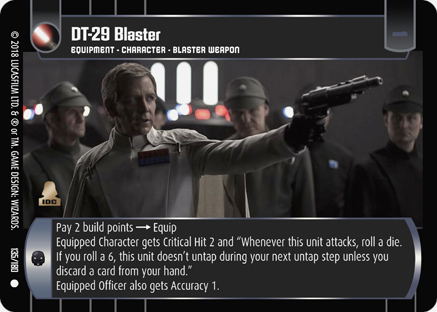 DT-29 Blaster
EQUIPMENT • CHARACTER • BLASTER WEAPON
© 2018 LUCASFILM LTD. & ® or TM. GAME DESIGN: WIZARDS.
IDC
Pay 2 build points → Equip
Equipped Character gets Critical Hit 2 and “Whenever this unit attacks, roll a die.
If you roll a 6, this unit doesn’t untap during your next untap step unless you
discard a card from your hand.”
Equipped Officer also gets Accuracy 1.